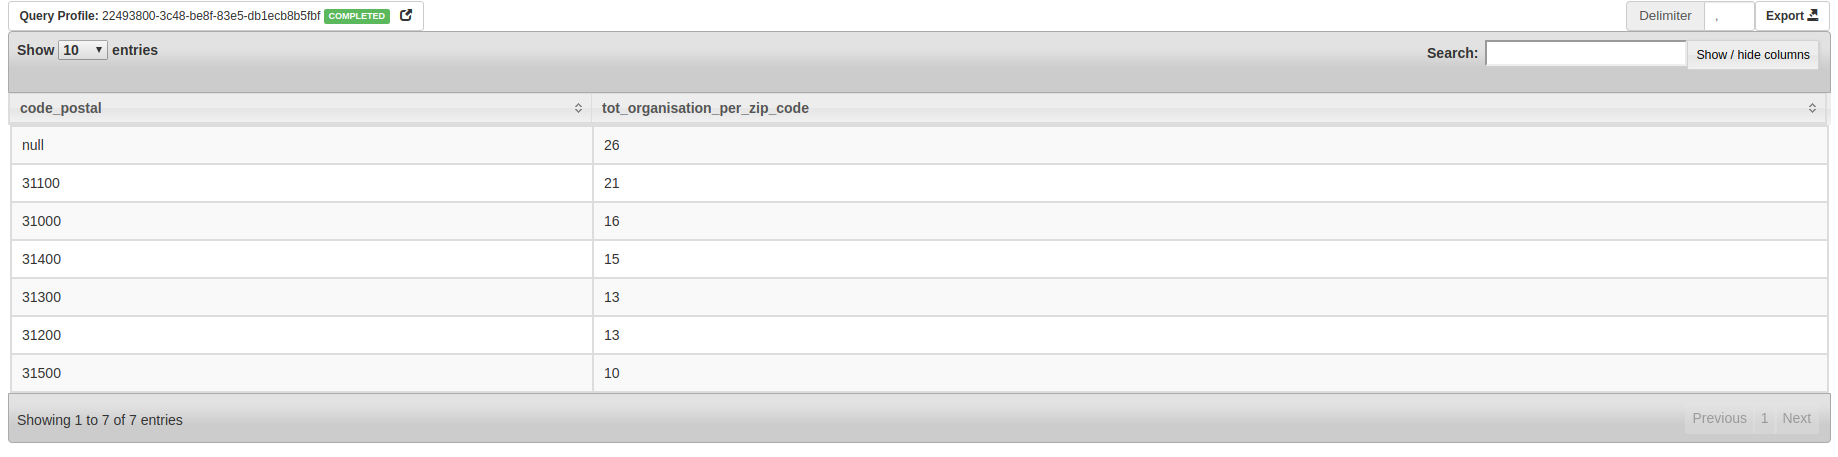 Query Profile: 22493800-3c48-be8f-83e5-db1ecb8b5fbf COMPLETED Delimiter , Export
Show 10 entries Search: Show / hide columns
code_postal tot_organisation_per_zip_code
null 26
31100 21
31000 16
31400 15
31300 13
31200 13
31500 10
Showing 1 to 7 of 7 entries Previous 1 Next